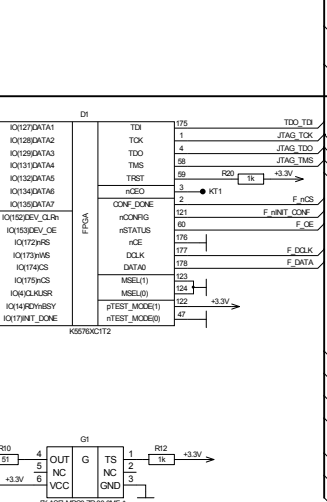 D1
IO(127)DATA1 TDI 175 TDO_TDI
IO(128)DATA2 TCK 1 JTAG_TCK
IO(129)DATA3 TDO 4 JTAG_TDO
IO(131)DATA4 TMS 58 JTAG_TMS
IO(132)DATA5 TRST 59 R20 1k +3.3V
IO(134)DATA6 nCEO 3 KT1
IO(135)DATA7 CONF_DONE 2 F_nCS
IO(152)DEV_CLRn nCONFIG 121 F_nINIT_CONF
IO(153)DEV_OE nSTATUS 60 F_OE
IO(172)nRS nCE 176
IO(173)nWS DCLK 177 F_DCLK
IO(174)CS DATA0 178 F_DATA
IO(175)nCS MSEL(1) 123
IO(4)CLKUSR MSEL(0) 124
IO(14)RDYnBSY pTEST_MODE(0) 122 +3.3V
IO(17)INIT_DONE nTEST_MODE(0) 47
FPGA
K5576XC1T2
G1
R10 R12
51 4 OUT G TS 1 1k +3.3V
5 NC NC 2
+3.3V 6 VCC GND 3